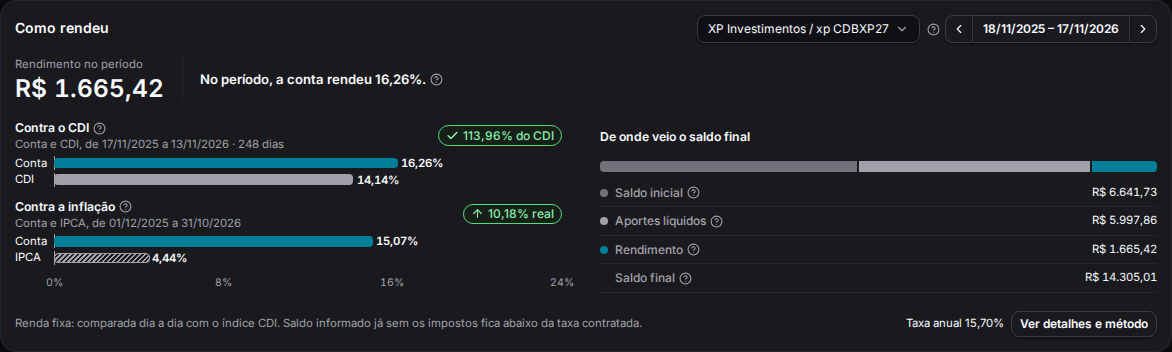 Como rendeu
XP Investimentos / xp CDBXP27
18/11/2025 – 17/11/2026
Rendimento no período
R$ 1.665,42
No período, a conta rendeu 16,26%.
Contra o CDI
Conta e CDI, de 17/11/2025 a 13/11/2026 · 248 dias
113,96% do CDI
Conta
16,26%
CDI
14,14%
Contra a inflação
Conta e IPCA, de 01/12/2025 a 31/10/2026
10,18% real
Conta
15,07%
IPCA
4,44%
0%
8%
16%
24%
De onde veio o saldo final
Saldo inicial
R$ 6.641,73
Aportes líquidos
R$ 5.997,86
Rendimento
R$ 1.665,42
Saldo final
R$ 14.305,01
Renda fixa: comparada dia a dia com o índice CDI. Saldo informado já sem os impostos fica abaixo da taxa contratada.
Taxa anual 15,70%
Ver detalhes e método